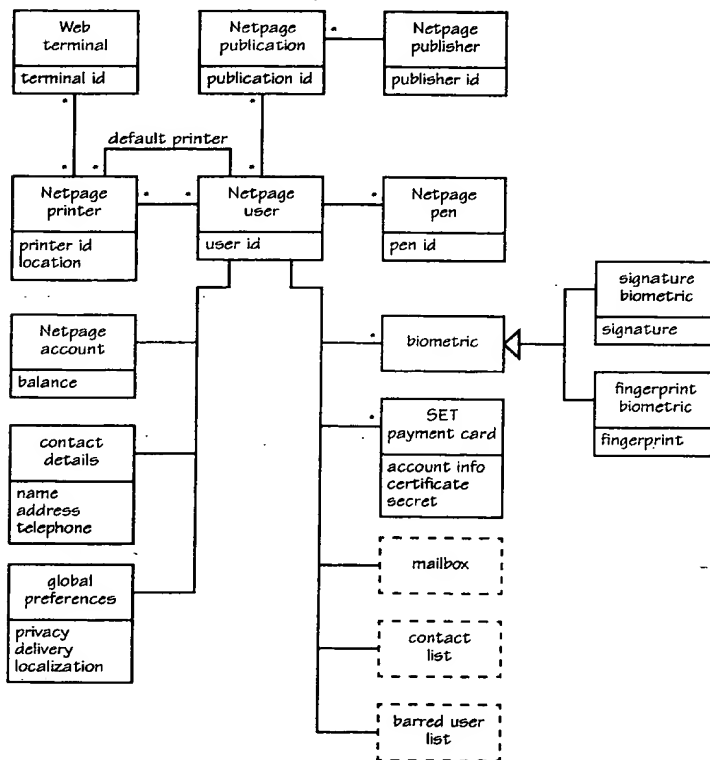 Web
terminal
terminal id
Netpage
publication
publication id
Netpage
publisher
publisher id
default printer
Netpage
printer
printer id
location
Netpage
user
user id
Netpage
pen
pen id
Netpage
account
balance
biometric
signature
biometric
signature
fingerprint
biometric
fingerprint
contact
details
name
address
telephone
SET
payment card
account info
certificate
secret
global
preferences
privacy
delivery
localization
mailbox
contact
list
barred user
list